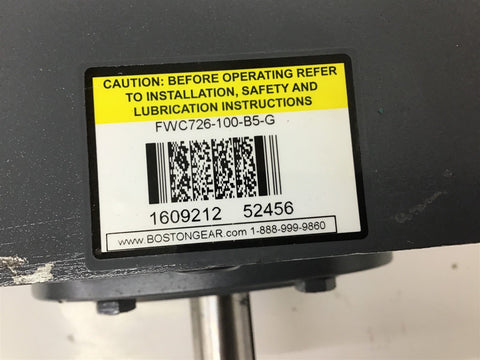 CAUTION: BEFORE OPERATING REFER
TO INSTALLATION, SAFETY AND
LUBRICATION INSTRUCTIONS
FWC726-100-B5-G
1609212 52456
www.BOSTONGEAR.com 1-888-999-9860